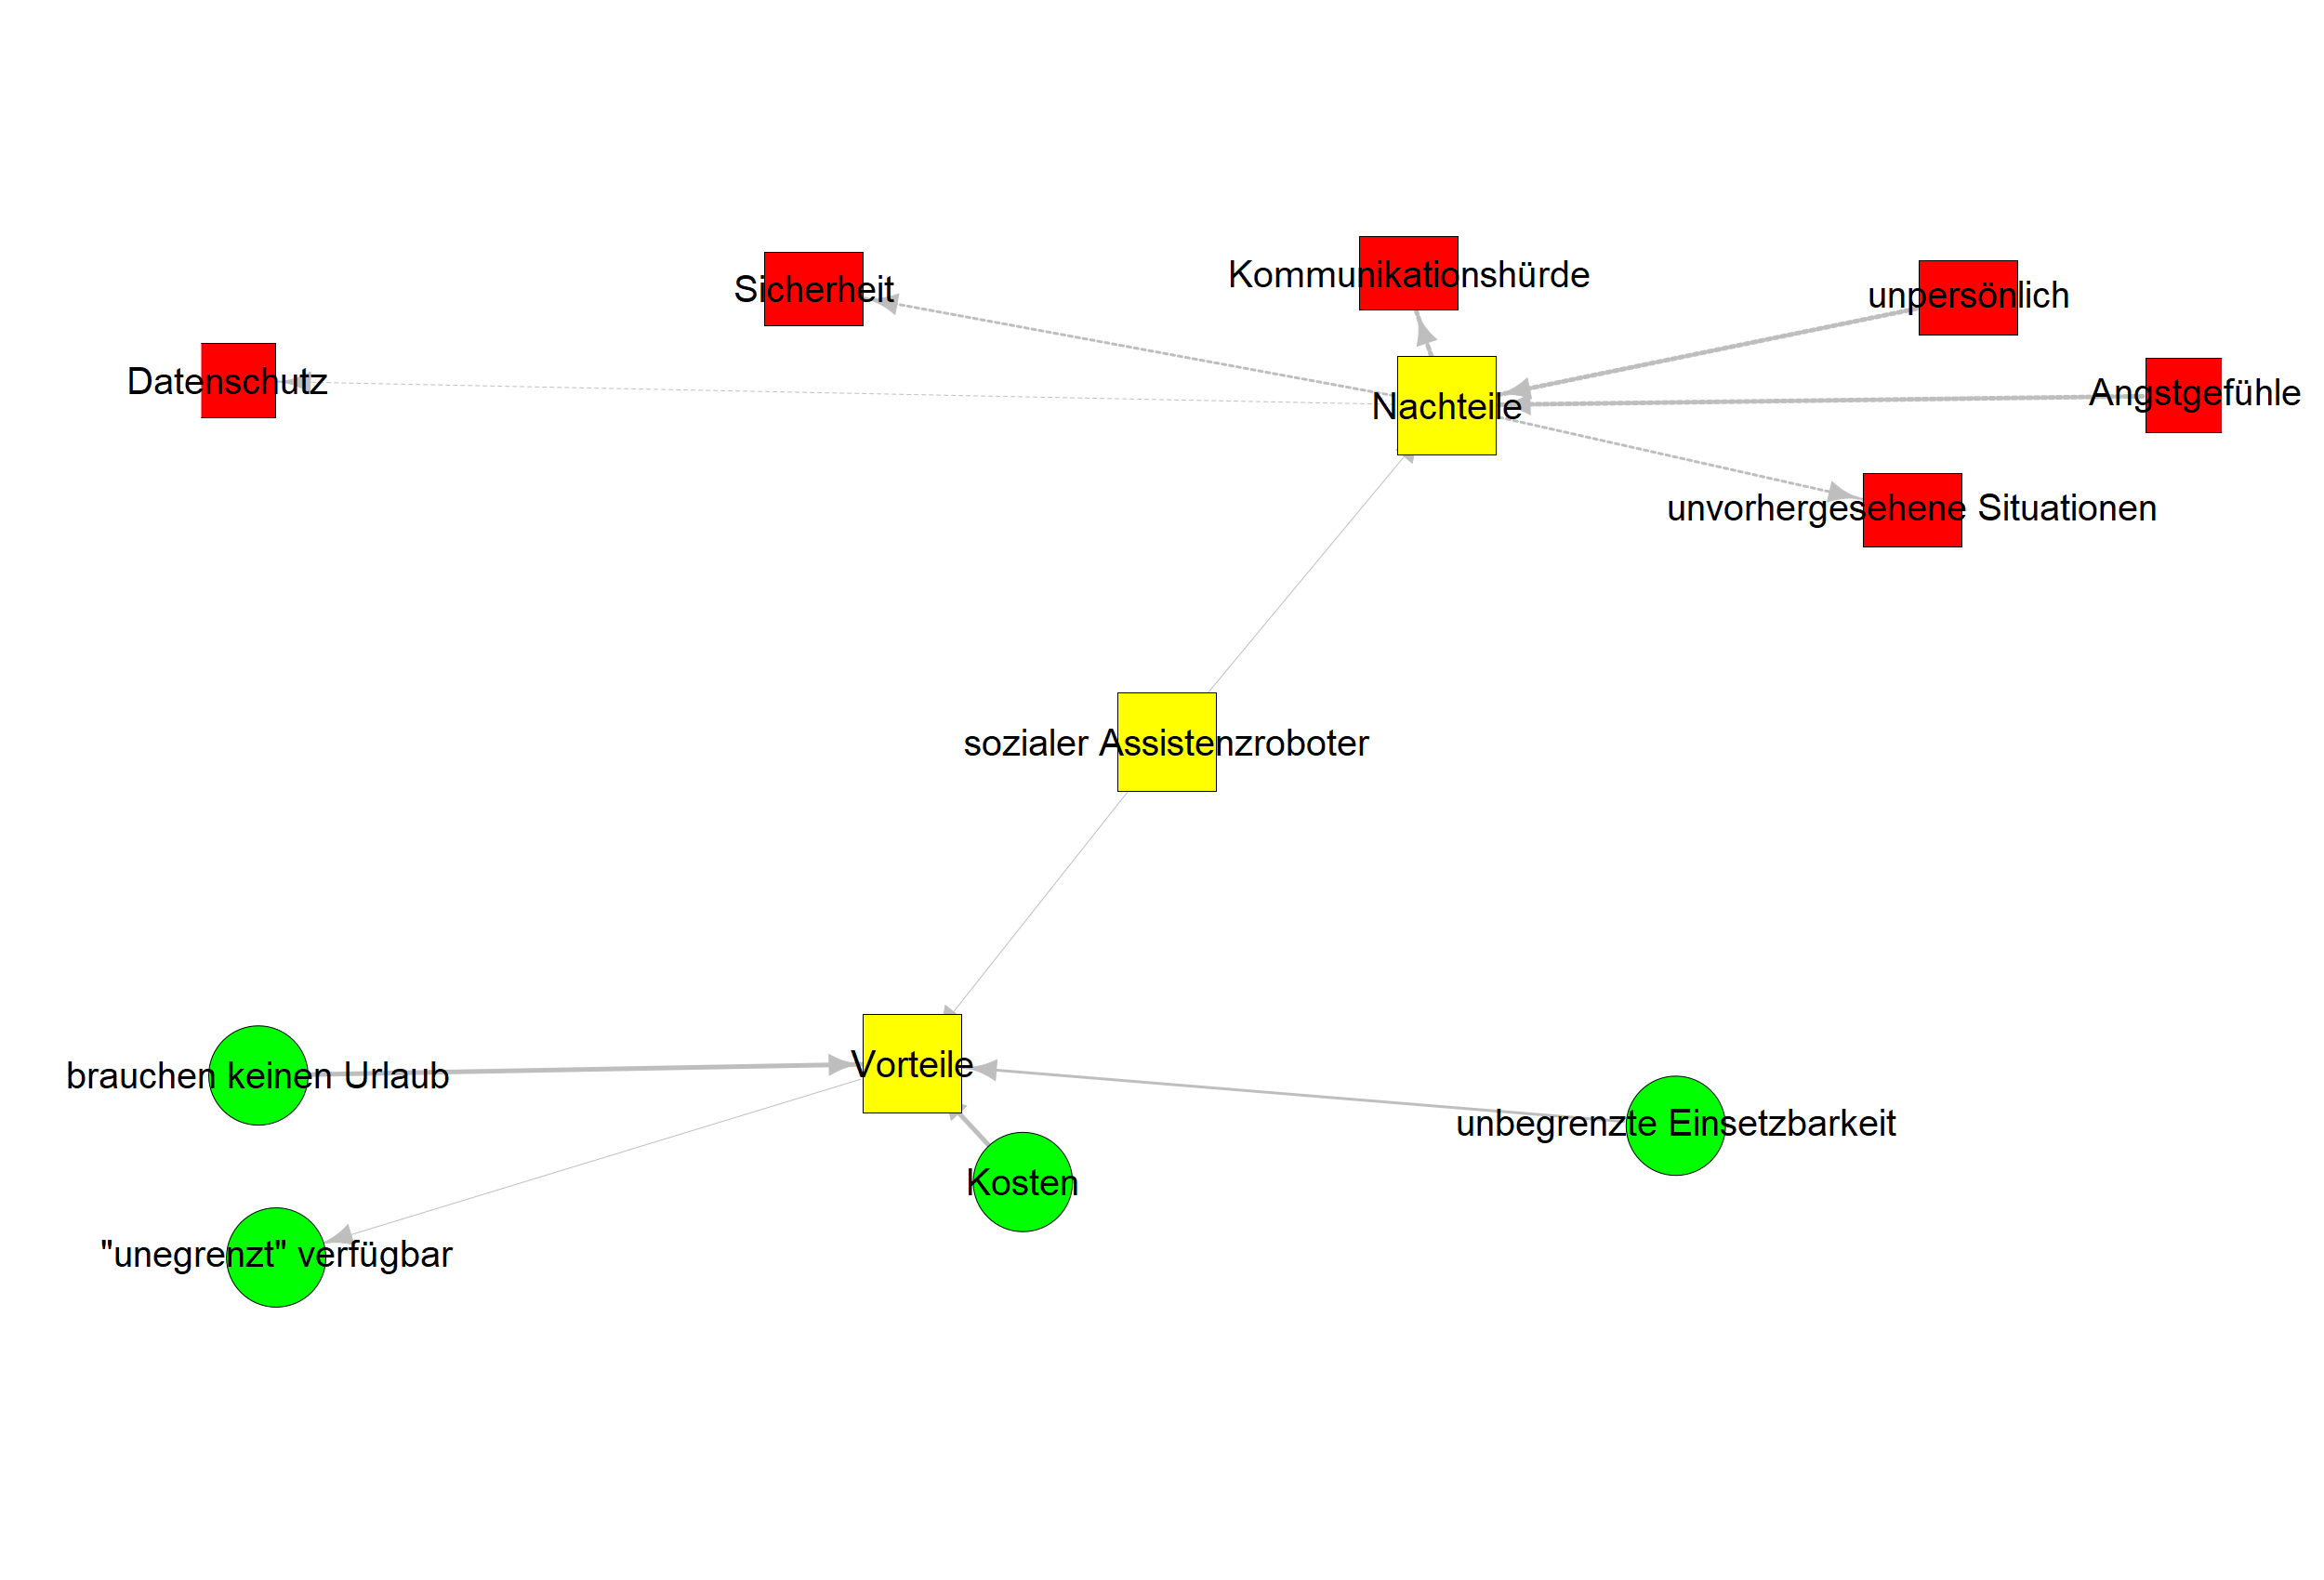 Kommunikationshürde
Sicherheit
unpersönlich
Datenschutz
Angstgefühle
Nachteile
unvorhergesehene Situationen
sozialer Assistenzroboter
Vorteile
brauchen keinen Urlaub
unbegrenzte Einsetzbarkeit
Kosten
"unegrenzt" verfügbar